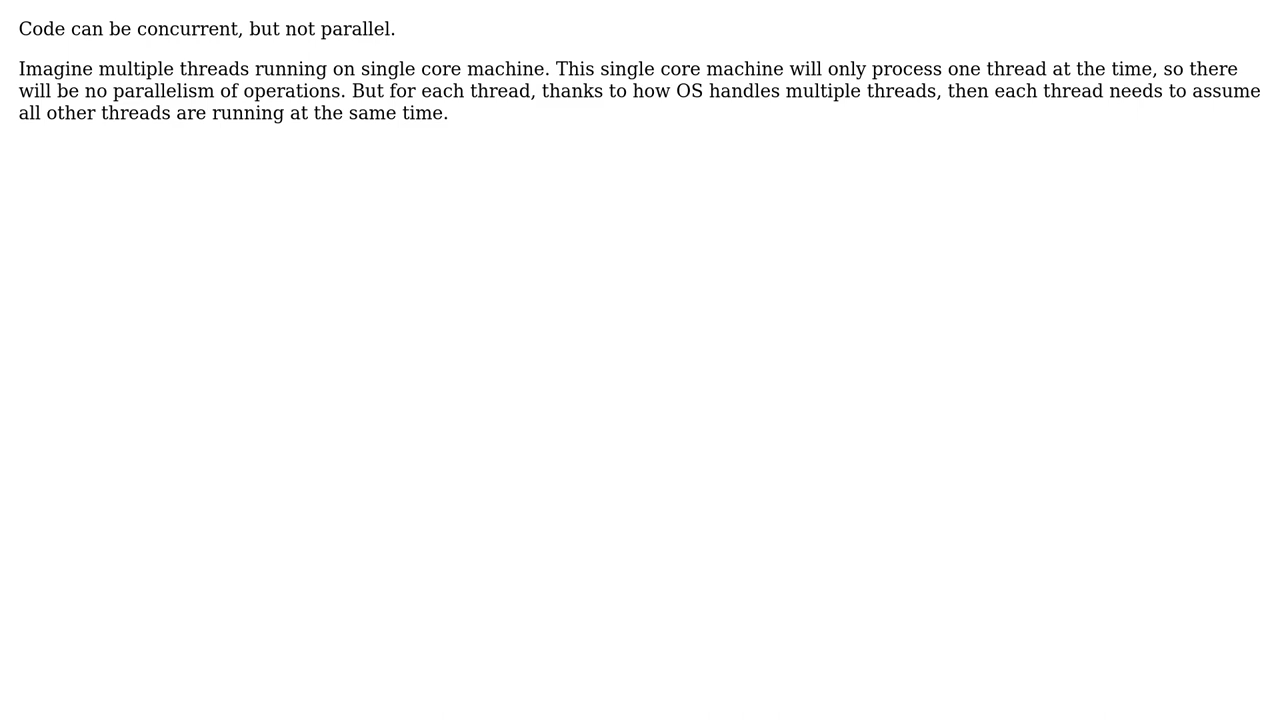 Code can be concurrent, but not parallel.
Imagine multiple threads running on single core machine. This single core machine will only process one thread at the time, so there
will be no parallelism of operations. But for each thread, thanks to how OS handles multiple threads, then each thread needs to assume
all other threads are running at the same time.